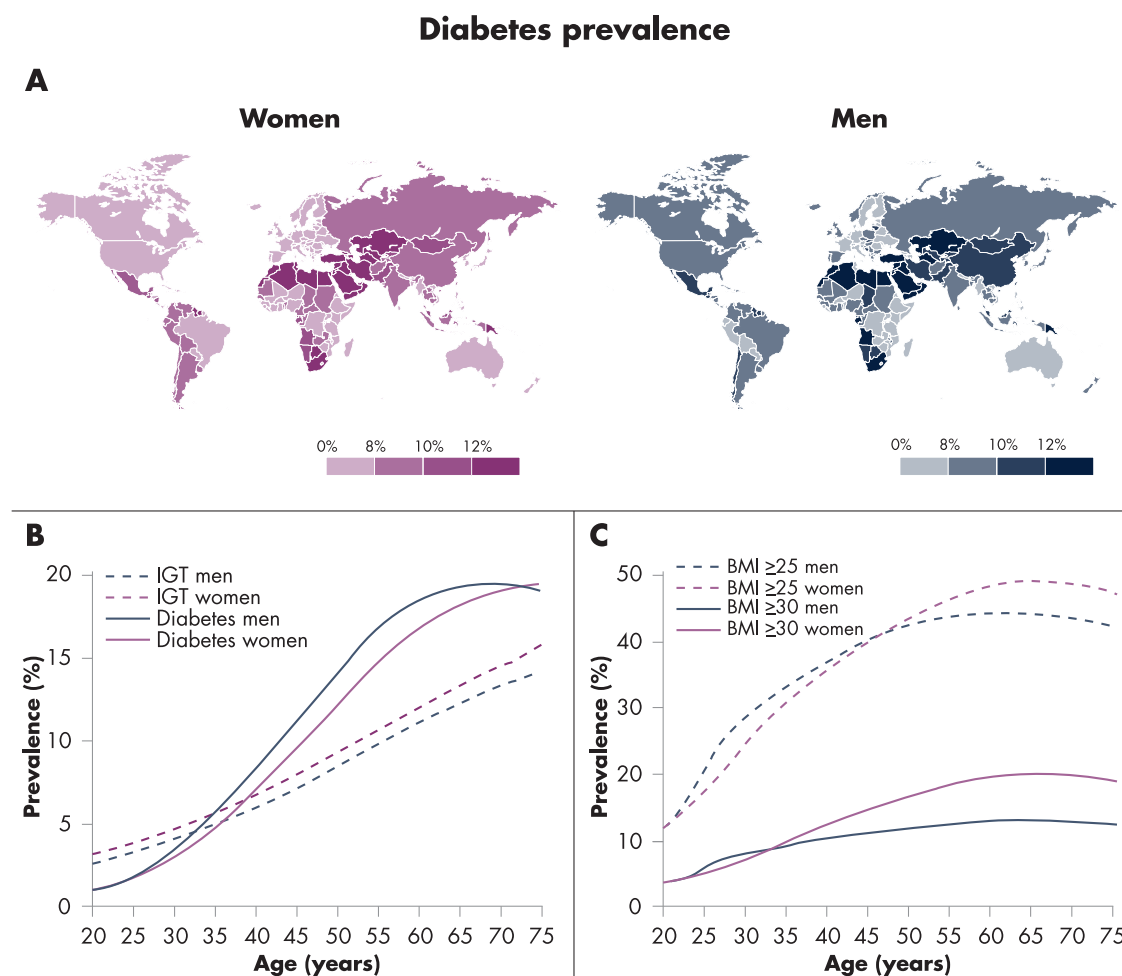 Diabetes prevalence
A
Women
Men
0% 8% 10% 12%
0% 8% 10% 12%
B
IGT men
IGT women
Diabetes men
Diabetes women
20
15
10
5
0
Prevalence (%)
20 25 30 35 40 45 50 55 60 65 70 75
Age (years)
C
BMI ≥25 men
BMI ≥25 women
BMI ≥30 men
BMI ≥30 women
50
40
30
20
10
0
Prevalence (%)
20 25 30 35 40 45 50 55 60 65 70 75
Age (years)